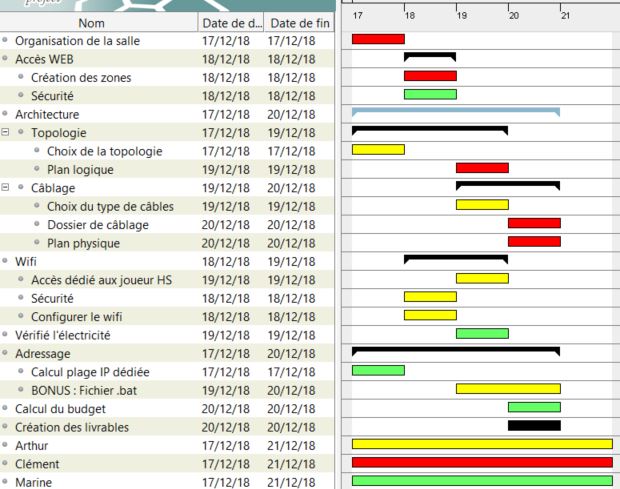 project
Nom Date de d... Date de fin 17 18 19 20 21
Organisation de la salle 17/12/18 17/12/18
Accès WEB 18/12/18 18/12/18
Création des zones 18/12/18 18/12/18
Sécurité 18/12/18 18/12/18
Architecture 17/12/18 20/12/18
Topologie 17/12/18 19/12/18
Choix de la topologie 17/12/18 17/12/18
Plan logique 19/12/18 19/12/18
Câblage 19/12/18 20/12/18
Choix du type de câbles 19/12/18 19/12/18
Dossier de câblage 20/12/18 20/12/18
Plan physique 20/12/18 20/12/18
Wifi 18/12/18 19/12/18
Accès dédié aux joueur HS 19/12/18 19/12/18
Sécurité 18/12/18 18/12/18
Configurer le wifi 18/12/18 18/12/18
Vérifié l'électricité 19/12/18 19/12/18
Adressage 17/12/18 20/12/18
Calcul plage IP dédiée 17/12/18 17/12/18
BONUS : Fichier .bat 19/12/18 20/12/18
Calcul du budget 20/12/18 20/12/18
Création des livrables 20/12/18 20/12/18
Arthur 17/12/18 21/12/18
Clément 17/12/18 21/12/18
Marine 17/12/18 21/12/18